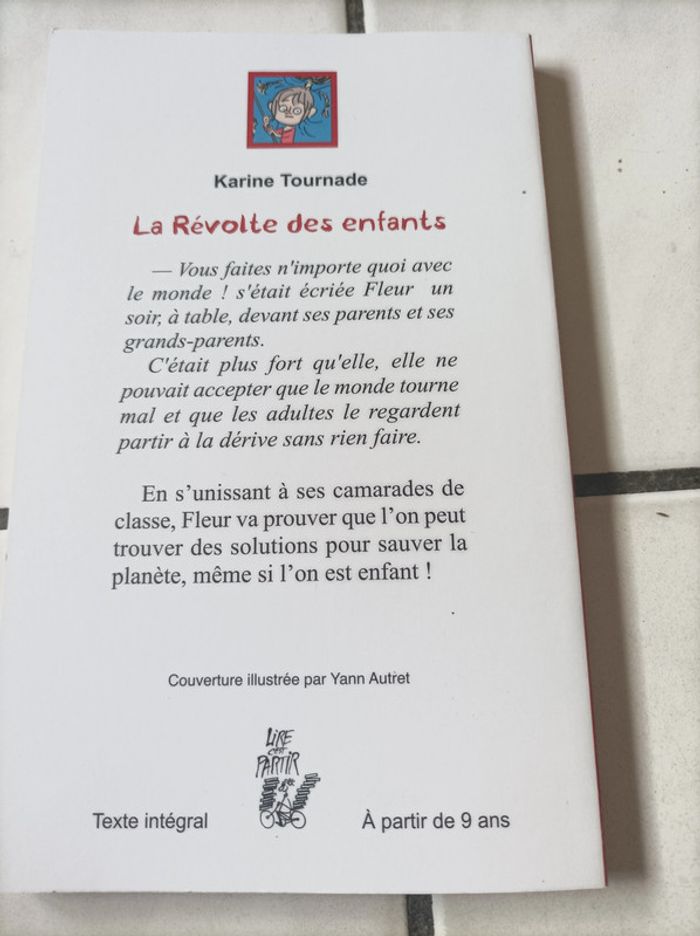 Karine Tournade
La Révolte des enfants
— Vous faites n'importe quoi avec
le monde ! s'était écriée Fleur un
soir, à table, devant ses parents et ses
grands-parents.
C'était plus fort qu'elle, elle ne
pouvait accepter que le monde tourne
mal et que les adultes le regardent
partir à la dérive sans rien faire.
En s’unissant à ses camarades de
classe, Fleur va prouver que l’on peut
trouver des solutions pour sauver la
planète, même si l’on est enfant !
Couverture illustrée par Yann Autret
LIRE
c'est
PARTIR
Texte intégral
À partir de 9 ans